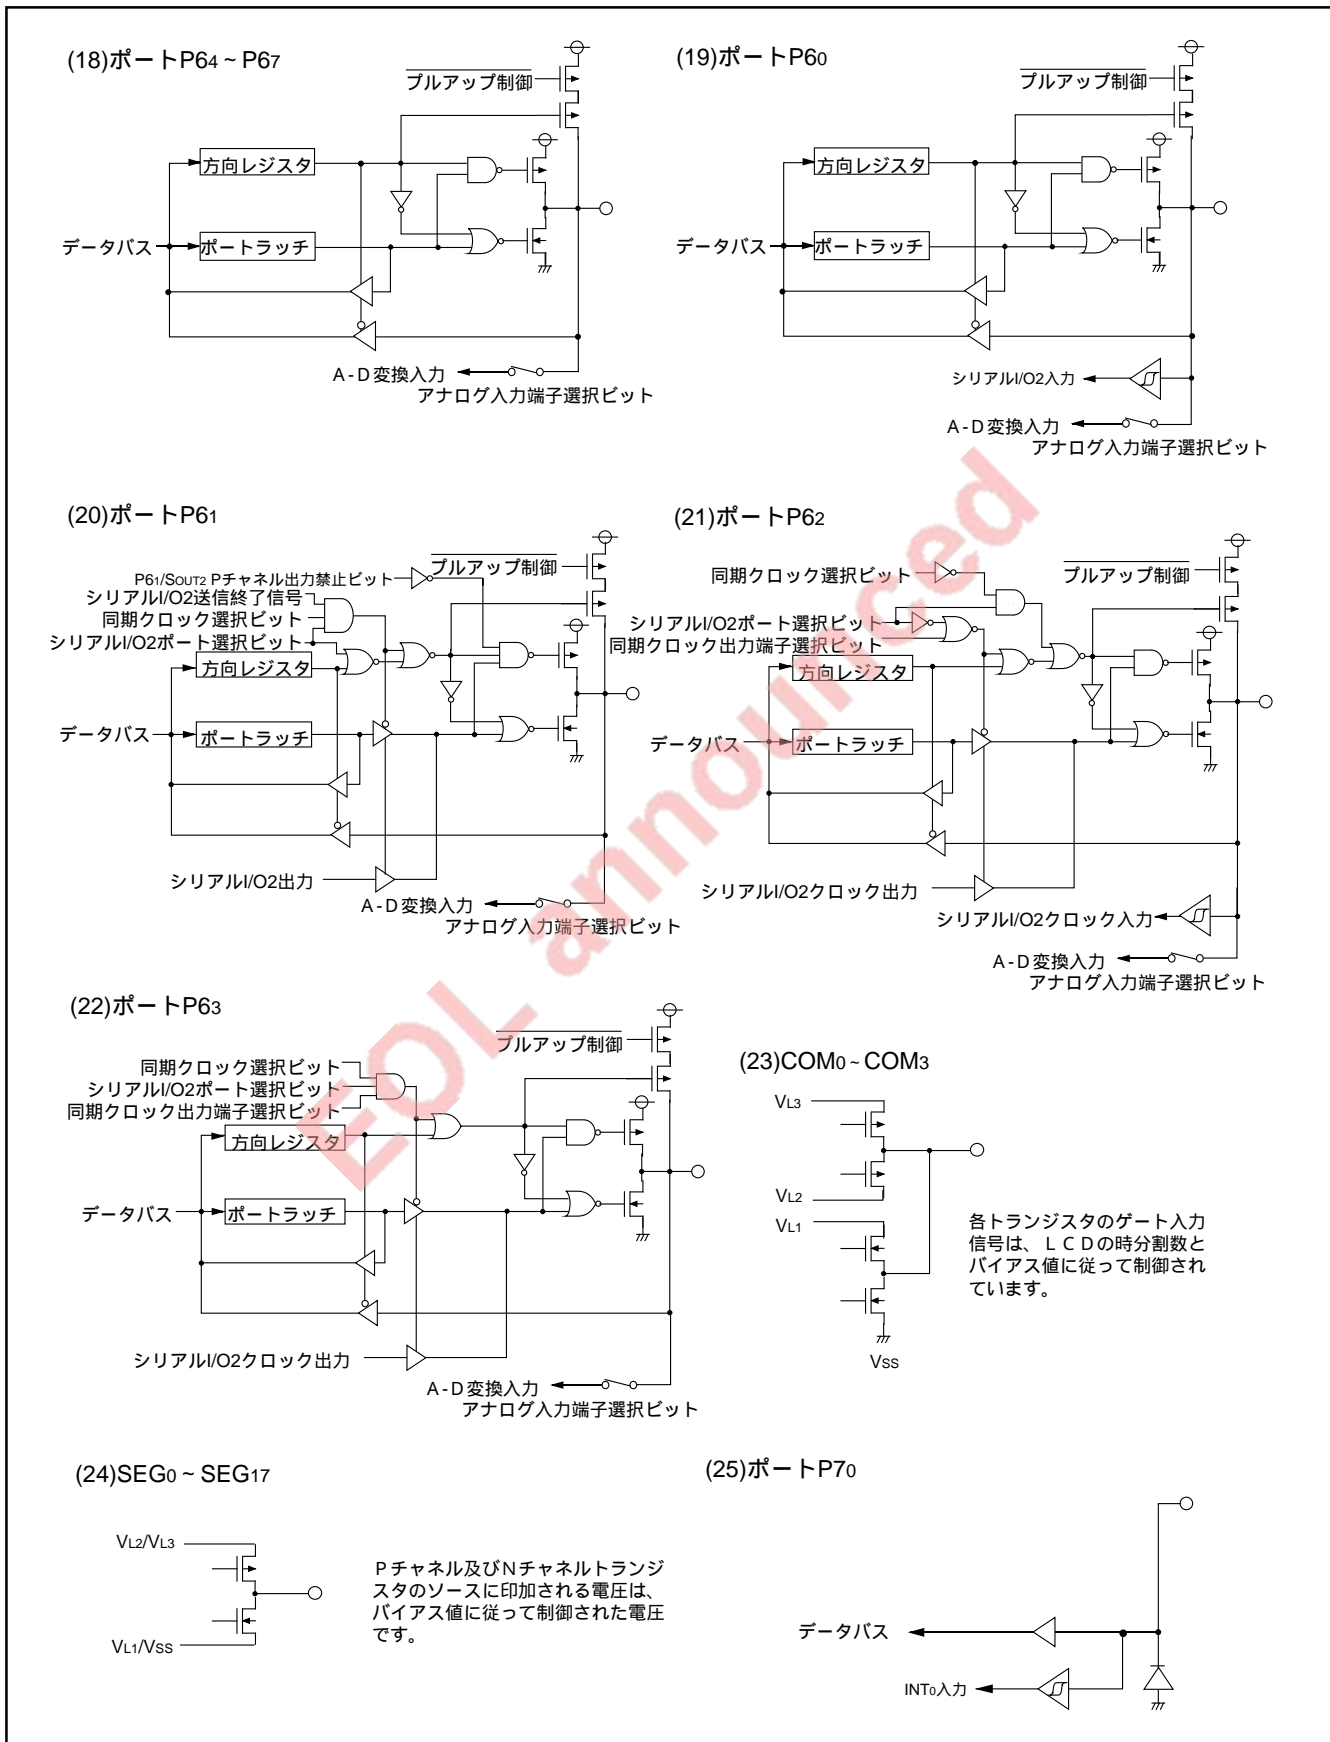 (18)ポートP64 ~ P67
プルアップ制御
方向レジスタ
データバス
ポートラッチ
A-D変換入力
アナログ入力端子選択ビット
(19)ポートP60
プルアップ制御
方向レジスタ
データバス
ポートラッチ
シリアルI/O2入力
A-D変換入力
アナログ入力端子選択ビット
(20)ポートP61
プルアップ制御
P61/SOUT2 Pチャネル出力禁止ビット
シリアルI/O2送信終了信号
同期クロック選択ビット
シリアルI/O2ポート選択ビット
方向レジスタ
データバス
ポートラッチ
シリアルI/O2出力
A-D変換入力
アナログ入力端子選択ビット
(21)ポートP62
プルアップ制御
同期クロック選択ビット
シリアルI/O2ポート選択ビット
同期クロック出力端子選択ビット
方向レジスタ
データバス
ポートラッチ
シリアルI/O2クロック出力
シリアルI/O2クロック入力
A-D変換入力
アナログ入力端子選択ビット
(22)ポートP63
プルアップ制御
同期クロック選択ビット
シリアルI/O2ポート選択ビット
同期クロック出力端子選択ビット
方向レジスタ
データバス
ポートラッチ
シリアルI/O2クロック出力
A-D変換入力
アナログ入力端子選択ビット
(23)COM0 ~ COM3
VL3
VL2
VL1
VSS
各トランジスタのゲート入力
信号は、LCDの時分割数と
バイアス値に従って制御され
ています。
(24)SEG0 ~ SEG17
VL2/VL3
VL1/VSS
Pチャネル及びNチャネルトランジ
スタのソースに印加される電圧は、
バイアス値に従って制御された電圧
です。
(25)ポートP70
データバス
INT0入力
EOL announced